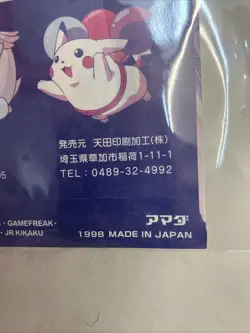 発売元 天田印刷加工(株)
埼玉県草加市稲荷1-11-1
TEL：0489-32-4992
95
・GAMEFREAK・
・JR KIKAKU
アマダ
1998 MADE IN JAPAN